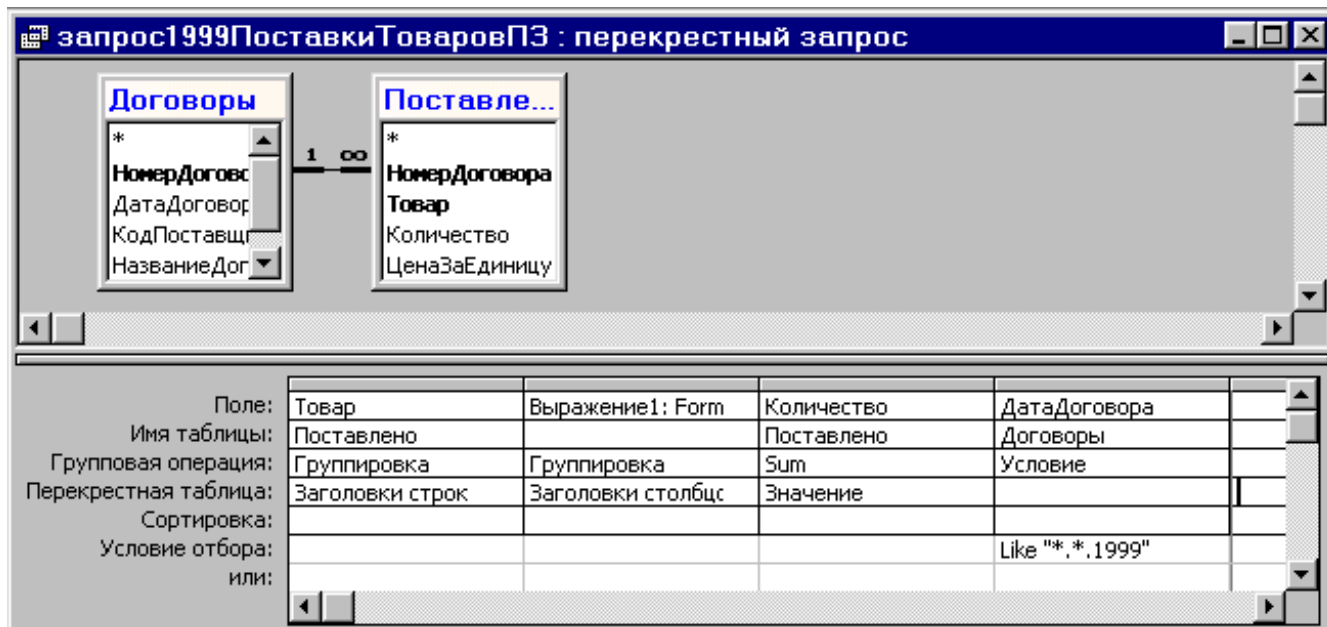 запрос1999ПоставкиТоваровПЗ : перекрестный запрос
Договоры
*
НомерДогово
ДатаДоговор
КодПоставщи
НазваниеДог
1 ∞
Поставле...
*
НомерДоговора
Товар
Количество
ЦенаЗаЕдиницу
Поле: Товар Выражение1: Form Количество ДатаДоговора
Имя таблицы: Поставлено Поставлено Договоры
Групповая операция: Группировка Группировка Sum Условие
Перекрестная таблица: Заголовки строк Заголовки столбцо Значение
Сортировка:
Условие отбора: Like "*.*.1999"
или: